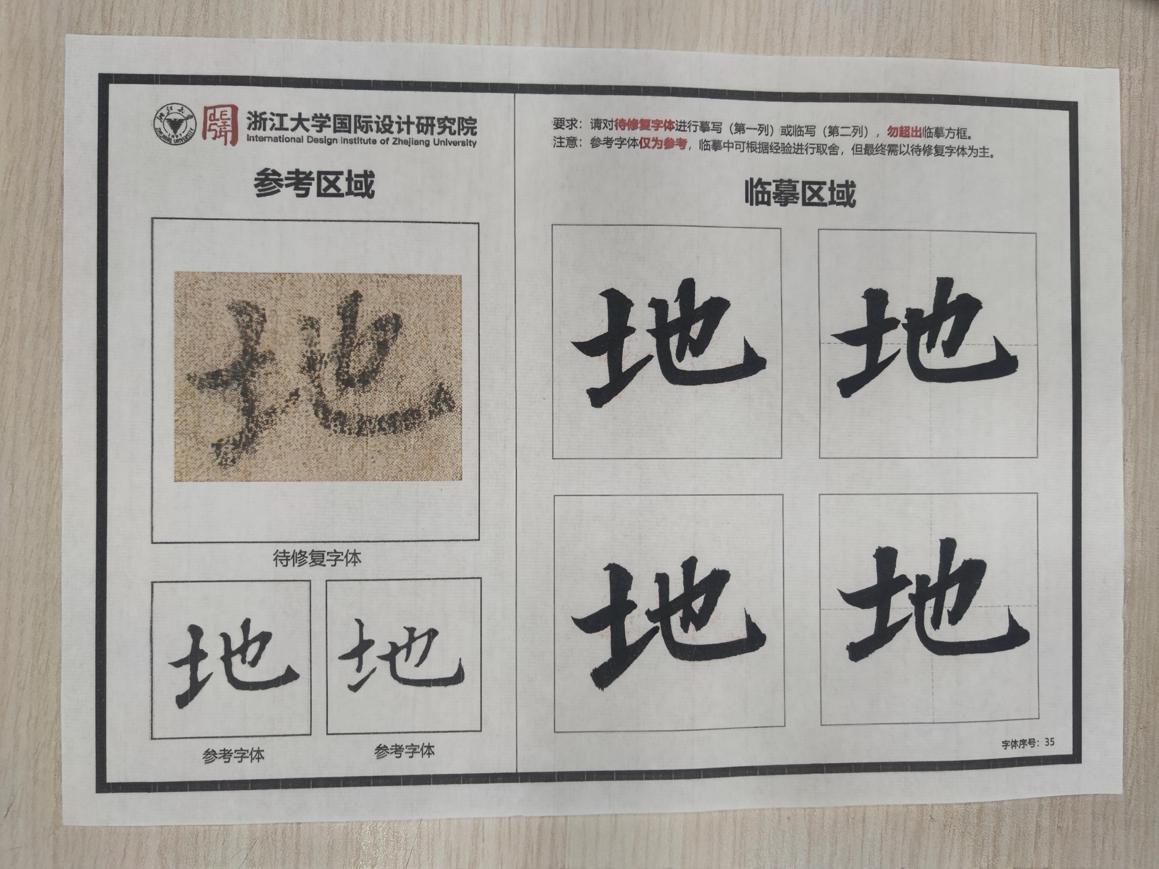 浙江大学国际设计研究院
International Design Institute of Zhejiang University
参考区域
地
待修复字体
地
地
参考字体
参考字体
要求：请对待修复字体进行摹写（第一列）或临写（第二列），勿超出临摹方框。
注意：参考字体仅为参考，临摹中可根据经验进行取舍，但最终需以待修复字体为主。
临摹区域
地
地
地
地
字体序号：35